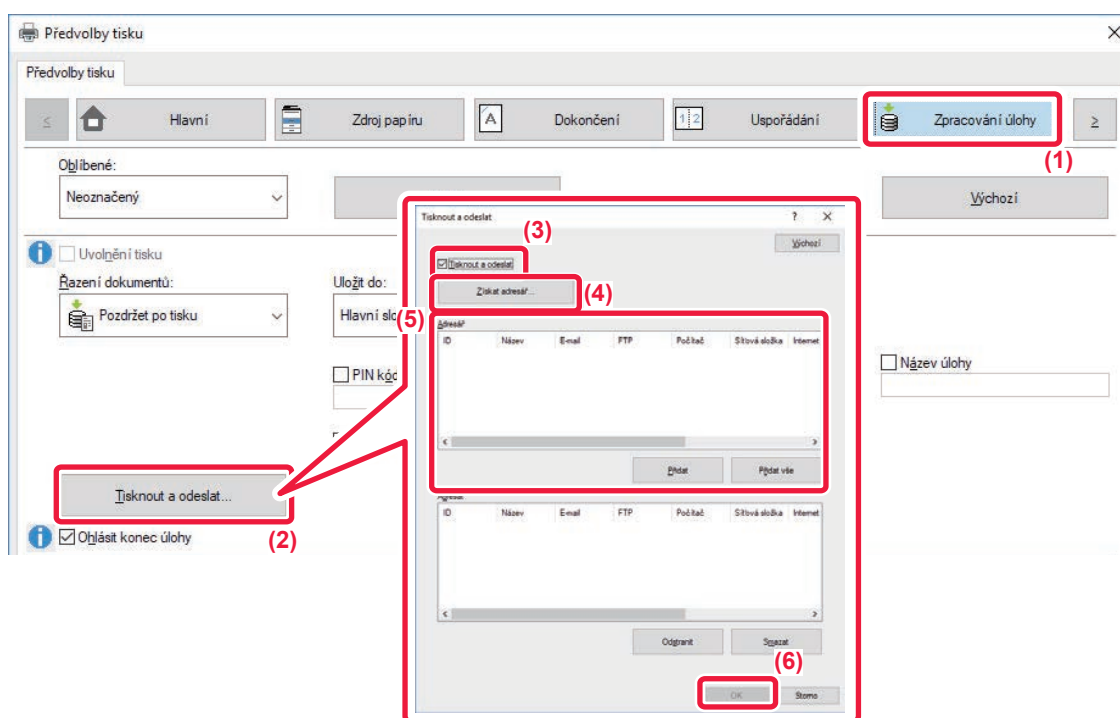 Předvolby tisku
Předvolby tisku
≤ Hlavní Zdroj papíru Dokončení Uspořádání Zpracování úlohy ≥
(1)
Oblíbené:
Neoznačený
Výchozí
Uvolnění tisku
Řazení dokumentů:
Pozdržet po tisku
Uložit do:
Hlavní slo
PIN kód
Název úlohy
Tisknout a odeslat...
(2)
Ohlásit konec úlohy
Tisknout a odeslat ? X
Výchozí
(3)
Tisknout a odeslat
Získat adresář...
(4)
(5)
Adresář
ID Název E-mail FTP Počítač Síťová složka Internet
Přidat Přidat vše
ID Název E-mail FTP Počítač Síťová složka Internet
Odstranit Smazat
(6)
OK Storno